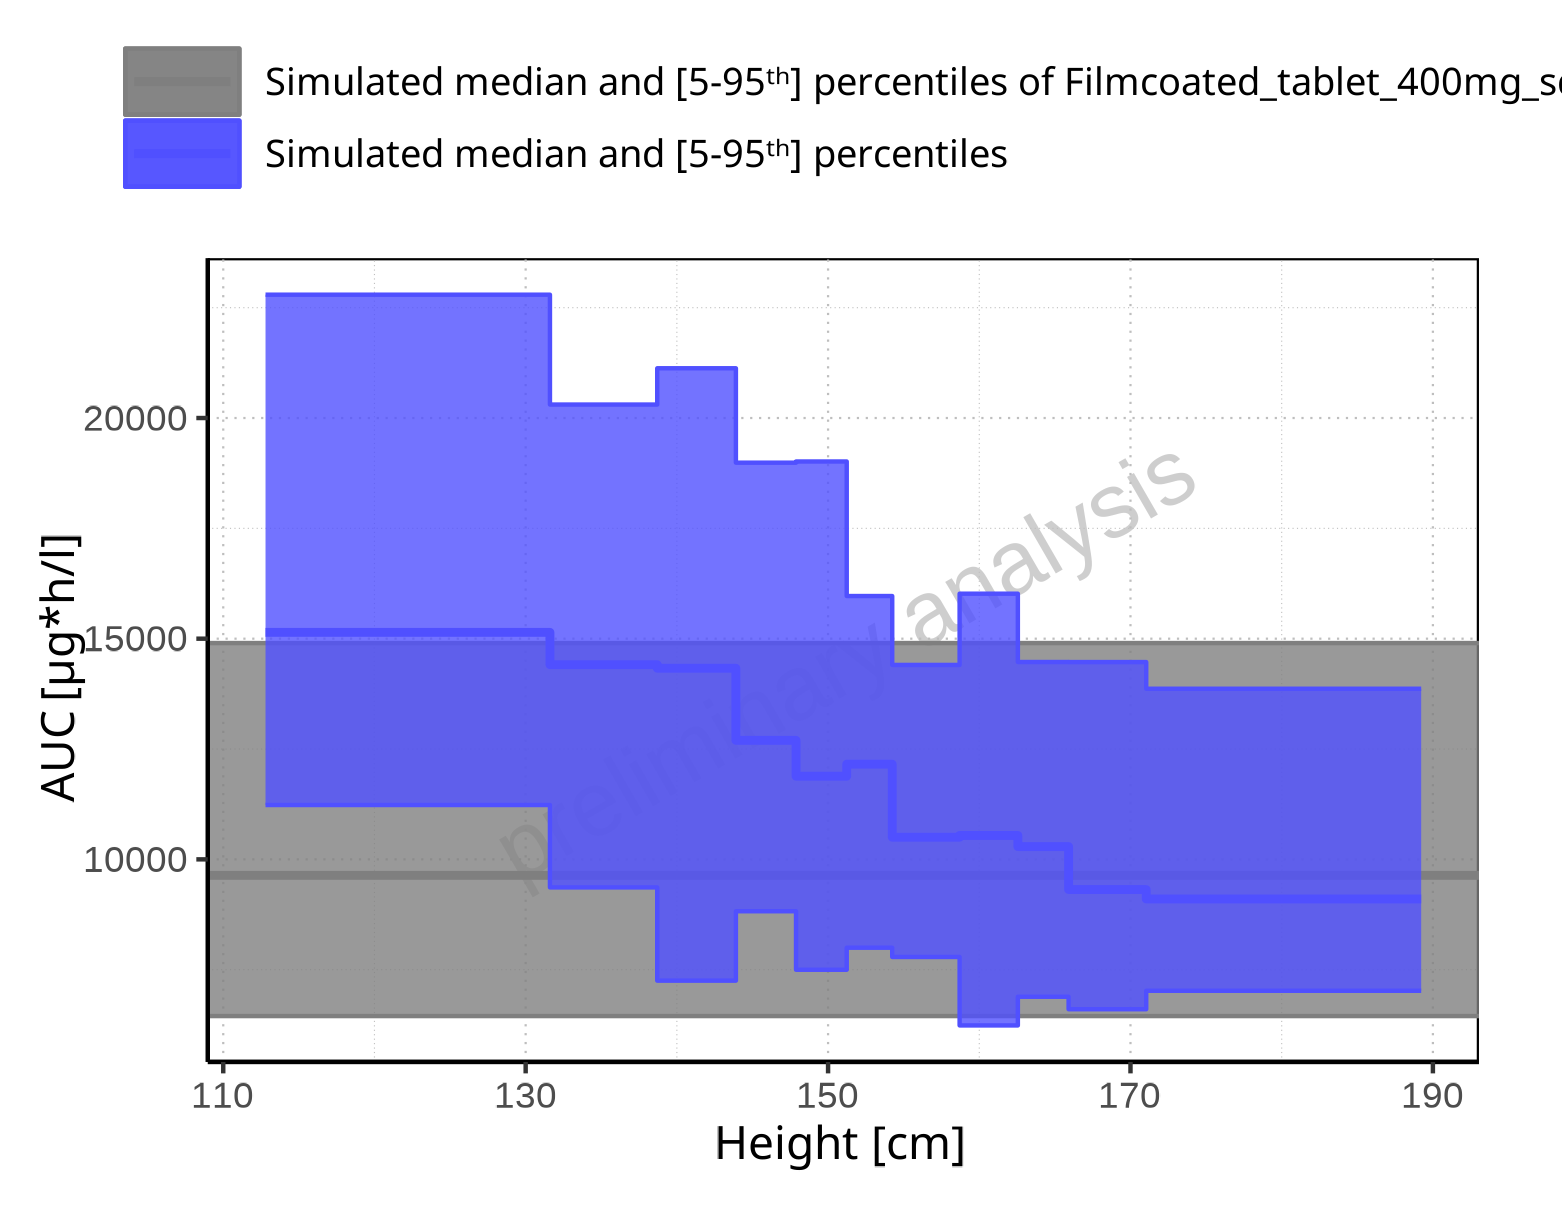 Simulated median and [5-95ᵗʰ] percentiles of Filmcoated_tablet_400mg_s
Simulated median and [5-95ᵗʰ] percentiles
AUC [µg*h/l]
20000
15000
10000
preliminary analysis
110 130 150 170 190
Height [cm]